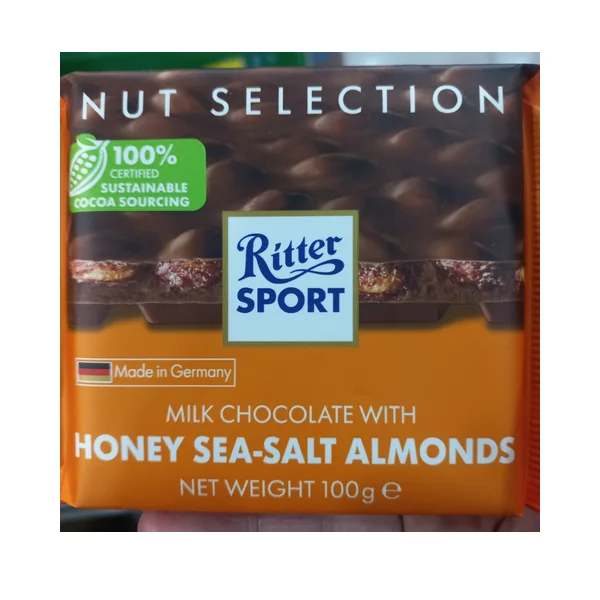 NUT SELECTION
100%
CERTIFIED
SUSTAINABLE
COCOA SOURCING
Ritter
SPORT
Made in Germany
MILK CHOCOLATE WITH
HONEY SEA-SALT ALMONDS
NET WEIGHT 100g ℮